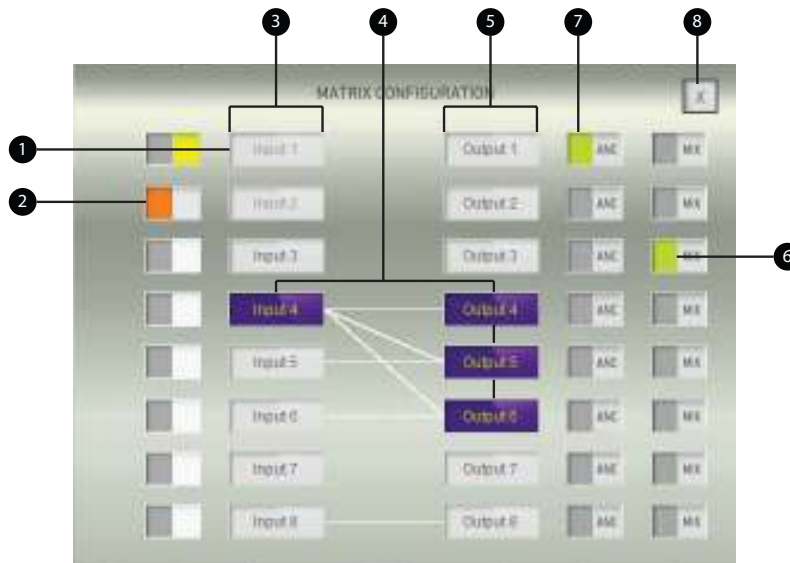 3 4 5 7 8
MATRIX CONFIGURATION X
1 Input 1 Output 1 ANC MIX
2 Input 2 Output 2 ANC MIX
Input 3 Output 3 ANC MIX 6
Input 4 Output 4 ANC MIX
Input 5 Output 5 ANC MIX
Input 6 Output 6 ANC MIX
Input 7 Output 7 ANC MIX
Input 8 Output 8 ANC MIX